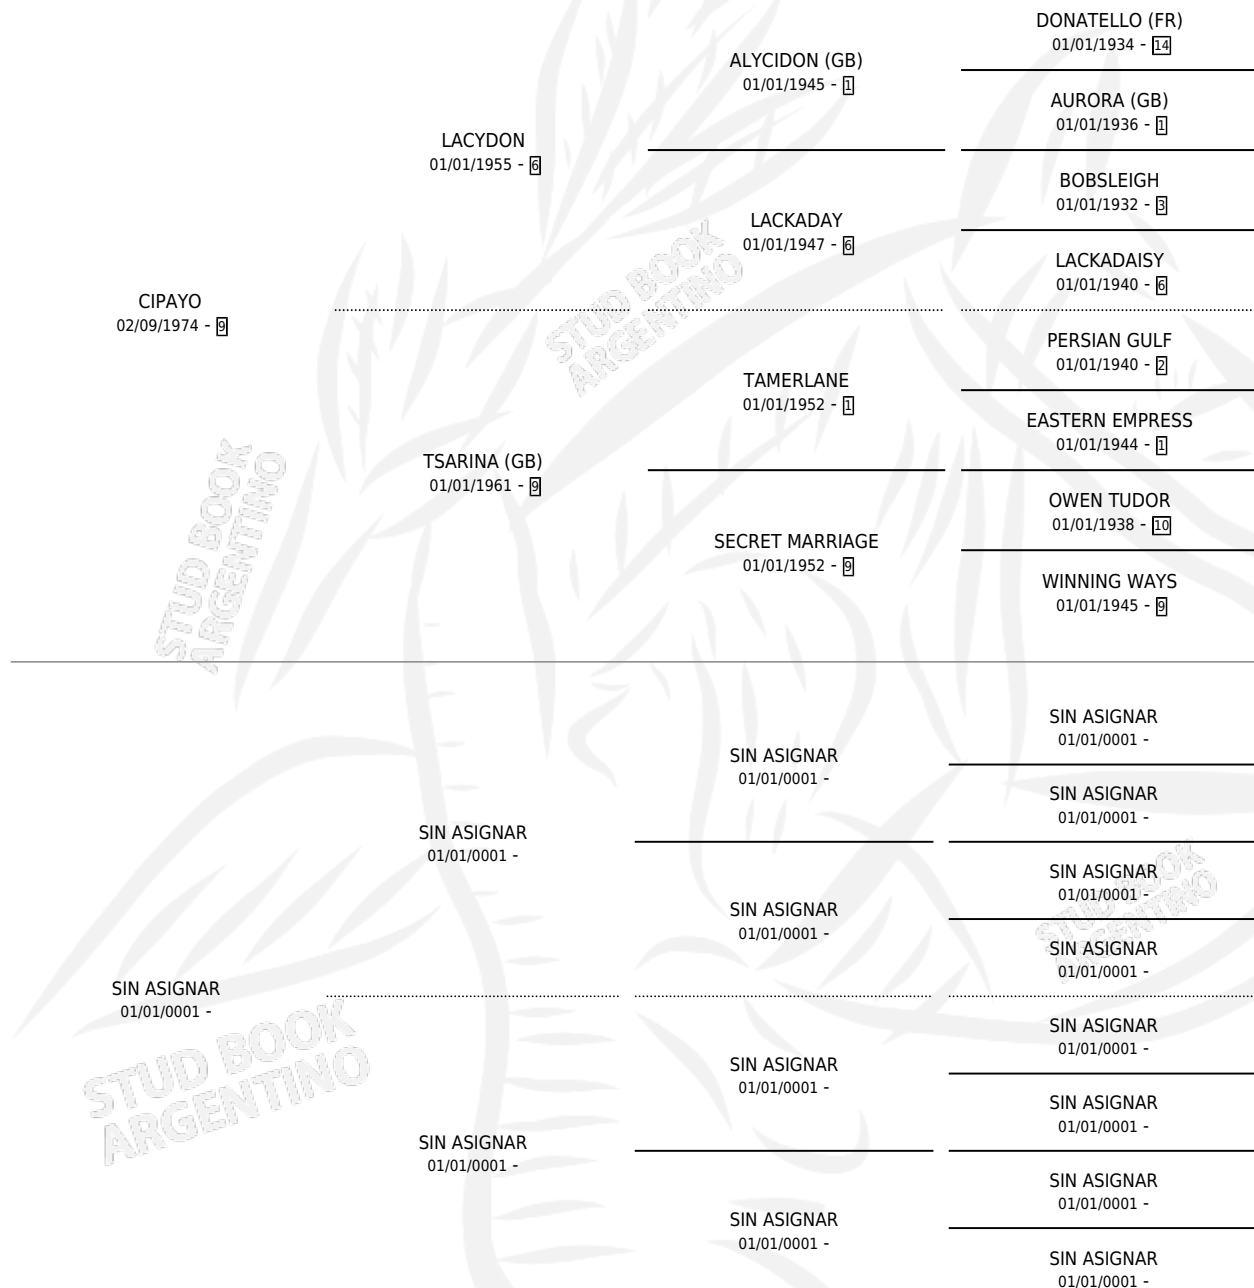 DONATELLO (FR)
01/01/1934 - 14
ALYCIDON (GB)
01/01/1945 - 1
AURORA (GB)
01/01/1936 - 1
LACYDON
01/01/1955 - 6
BOBSLEIGH
01/01/1932 - 3
LACKADAY
01/01/1947 - 6
LACKADAISY
01/01/1940 - 6
CIPAYO
02/09/1974 - 9
PERSIAN GULF
01/01/1940 - 2
TAMERLANE
01/01/1952 - 1
EASTERN EMPRESS
01/01/1944 - 1
TSARINA (GB)
01/01/1961 - 9
OWEN TUDOR
01/01/1938 - 10
SECRET MARRIAGE
01/01/1952 - 9
WINNING WAYS
01/01/1945 - 9
STUD BOOK
ARGENTINO
STUD BOOK
ARGENTINO
SIN ASIGNAR
01/01/0001 -
SIN ASIGNAR
01/01/0001 -
SIN ASIGNAR
01/01/0001 -
SIN ASIGNAR
01/01/0001 -
SIN ASIGNAR
01/01/0001 -
SIN ASIGNAR
01/01/0001 -
SIN ASIGNAR
01/01/0001 -
STUD BOOK
ARGENTINO
SIN ASIGNAR
01/01/0001 -
SIN ASIGNAR
01/01/0001 -
SIN ASIGNAR
01/01/0001 -
SIN ASIGNAR
01/01/0001 -
SIN ASIGNAR
01/01/0001 -
SIN ASIGNAR
01/01/0001 -
SIN ASIGNAR
01/01/0001 -
SIN ASIGNAR
01/01/0001 -
STUD BOOK
ARGENTINO